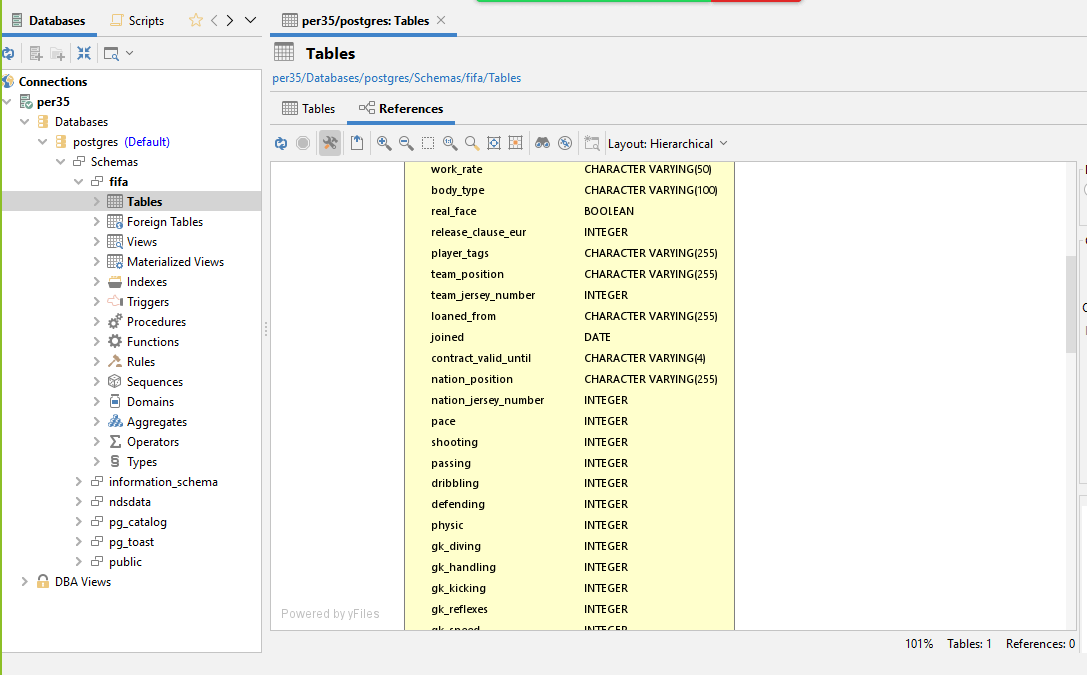 Databases
Scripts
per35/postgres: Tables
Connections
per35
Databases
postgres (Default)
Schemas
fifa
Tables
Foreign Tables
Views
Materialized Views
Indexes
Triggers
Procedures
Functions
Rules
Sequences
Domains
Aggregates
Operators
Types
information_schema
ndsdata
pg_catalog
pg_toast
public
DBA Views
Tables
per35/Databases/postgres/Schemas/fifa/Tables
Tables
References
Layout: Hierarchical
work_rate CHARACTER VARYING(50)
body_type CHARACTER VARYING(100)
real_face BOOLEAN
release_clause_eur INTEGER
player_tags CHARACTER VARYING(255)
team_position CHARACTER VARYING(255)
team_jersey_number INTEGER
loaned_from CHARACTER VARYING(255)
joined DATE
contract_valid_until CHARACTER VARYING(4)
nation_position CHARACTER VARYING(255)
nation_jersey_number INTEGER
pace INTEGER
shooting INTEGER
passing INTEGER
dribbling INTEGER
defending INTEGER
physic INTEGER
gk_diving INTEGER
gk_handling INTEGER
gk_kicking INTEGER
gk_reflexes INTEGER
gk_speed INTEGER
Powered by yFiles
101% Tables: 1 References: 0